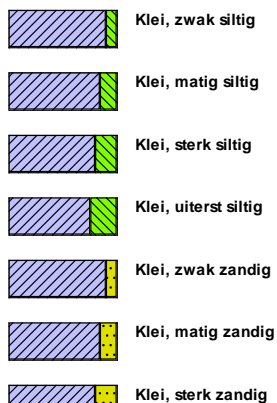 Klei, zwak siltig
Klei, matig siltig
Klei, sterk siltig
Klei, uiterst siltig
Klei, zwak zandig
Klei, matig zandig
Klei, sterk zandig